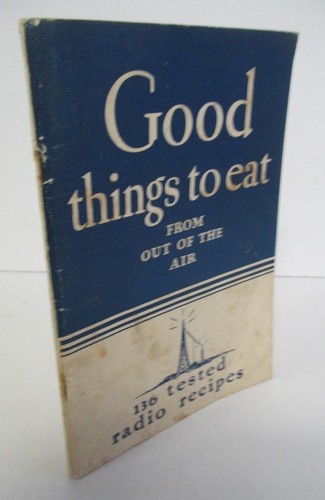 Good
things to eat
FROM
OUT OF THE
AIR
136 tested
radio recipes